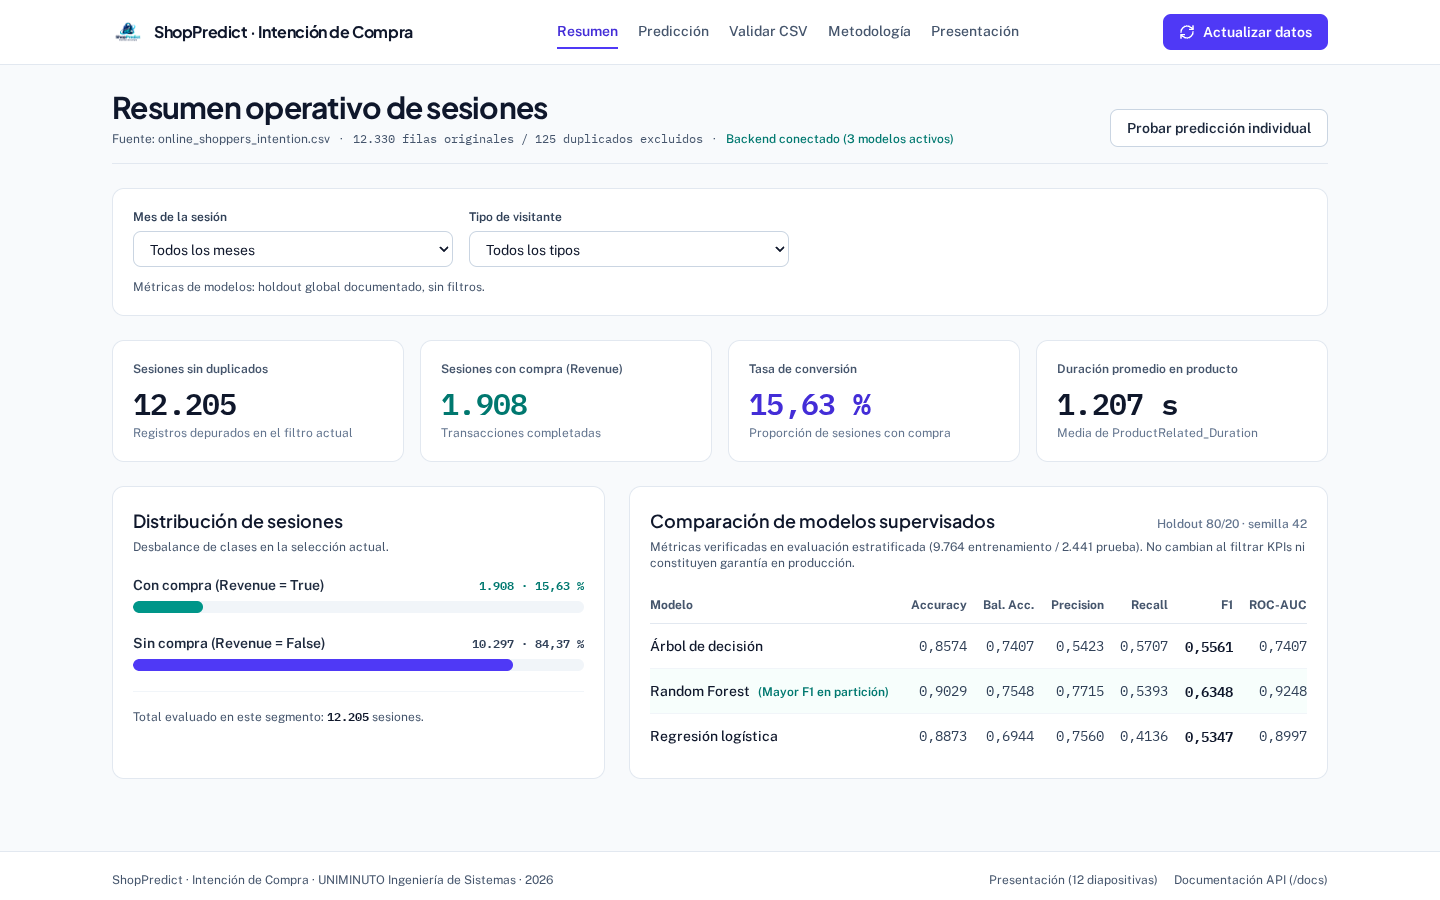 ShopPredict · Intención de Compra
Resumen
Predicción
Validar CSV
Metodología
Presentación
Actualizar datos
Resumen operativo de sesiones
Fuente: online_shoppers_intention.csv · 12.330 filas originales / 125 duplicados excluidos · Backend conectado (3 modelos activos)
Probar predicción individual
Mes de la sesión
Todos los meses
Tipo de visitante
Todos los tipos
Métricas de modelos: holdout global documentado, sin filtros.
Sesiones sin duplicados
12.205
Registros depurados en el filtro actual
Sesiones con compra (Revenue)
1.908
Transacciones completadas
Tasa de conversión
15,63 %
Proporción de sesiones con compra
Duración promedio en producto
1.207 s
Media de ProductRelated_Duration
Distribución de sesiones
Desbalance de clases en la selección actual.
Con compra (Revenue = True) 1.908 · 15,63 %
Sin compra (Revenue = False) 10.297 · 84,37 %
Total evaluado en este segmento: 12.205 sesiones.
Comparación de modelos supervisados
Holdout 80/20 · semilla 42
Métricas verificadas en evaluación estratificada (9.764 entrenamiento / 2.441 prueba). No cambian al filtrar KPIs ni
constituyen garantía en producción.
Modelo Accuracy Bal. Acc. Precision Recall F1 ROC-AUC
Árbol de decisión 0,8574 0,7407 0,5423 0,5707 0,5561 0,7407
Random Forest (Mayor F1 en partición) 0,9029 0,7548 0,7715 0,5393 0,6348 0,9248
Regresión logística 0,8873 0,6944 0,7560 0,4136 0,5347 0,8997
ShopPredict · Intención de Compra · UNIMINUTO Ingeniería de Sistemas · 2026
Presentación (12 diapositivas)
Documentación API (/docs)